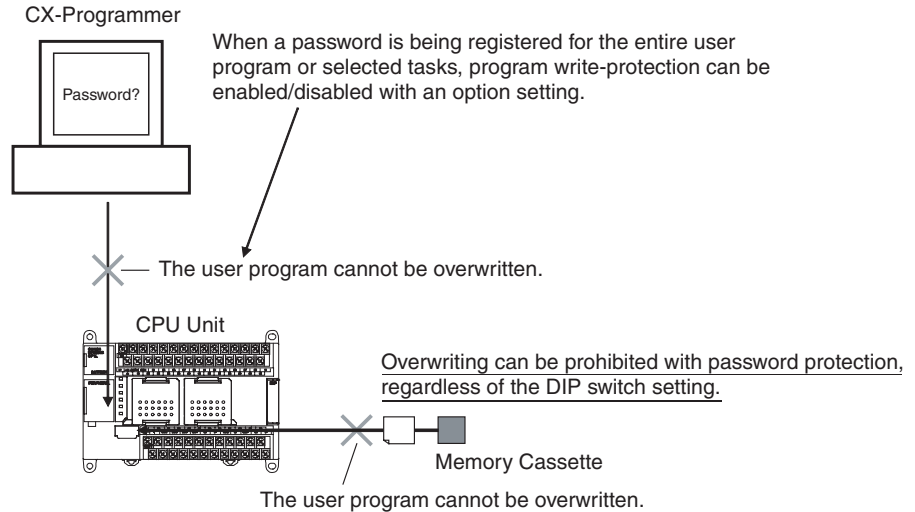 CX-Programmer
When a password is being registered for the entire user
program or selected tasks, program write-protection can be
enabled/disabled with an option setting.
Password?
The user program cannot be overwritten.
CPU Unit
Overwriting can be prohibited with password protection,
regardless of the DIP switch setting.
Memory Cassette
The user program cannot be overwritten.